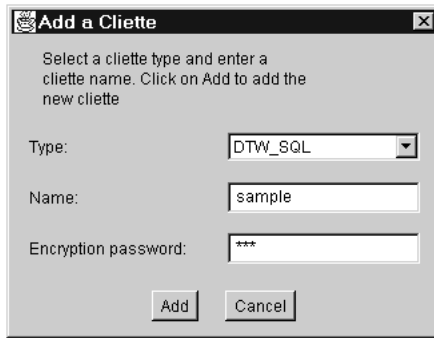 Add a Cliette
Select a cliette type and enter a
cliette name. Click on Add to add the
new cliette
Type:
DTW_SQL
Name:
sample
Encryption password:
***
Add
Cancel